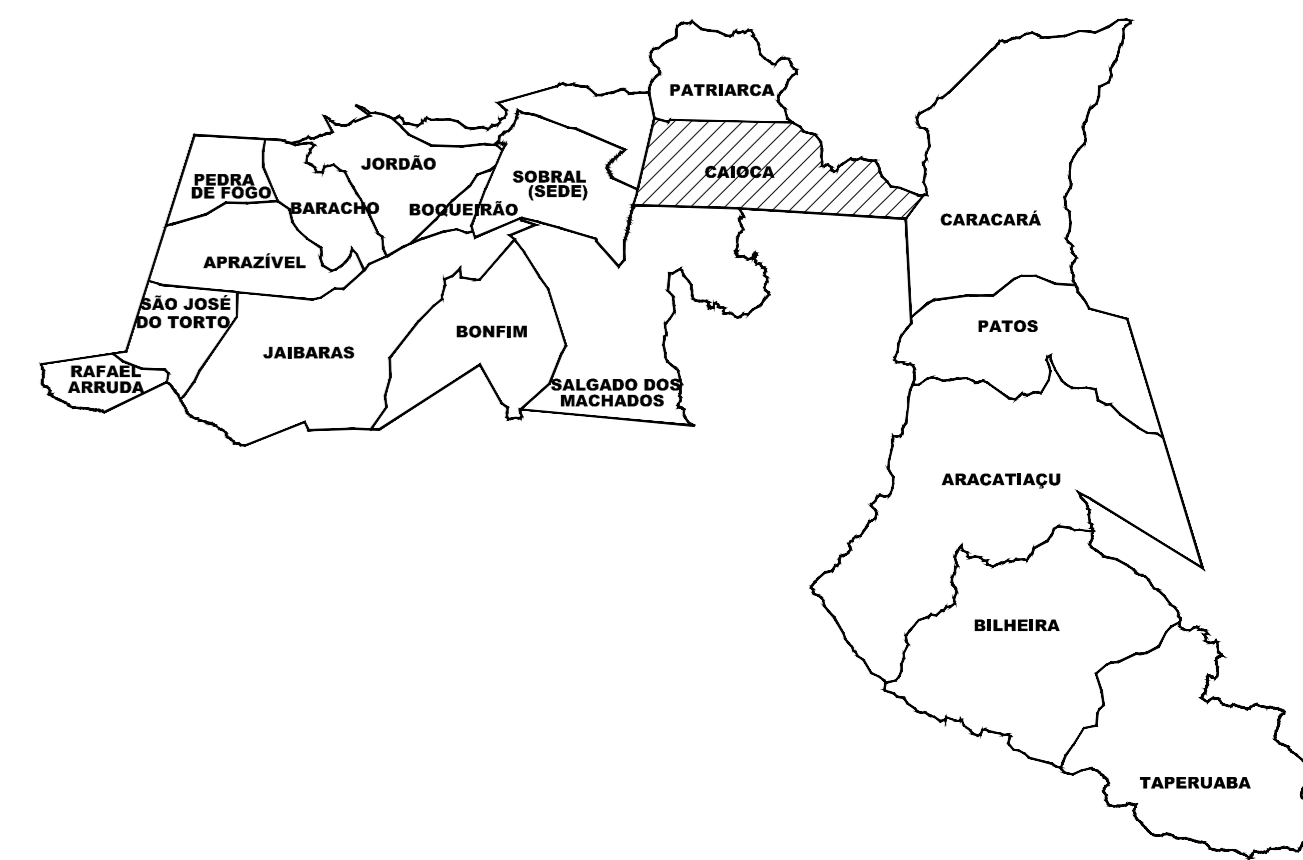 PATRIARCA
JORDÃO
PEDRA
DE FOGO
CAIOCA
SOBRAL
(SEDE)
BARACHO
BOQUEIRÃO
CARACARÁ
APRAZÍVEL
SÃO JOSÉ
DO TORTO
PATOS
BONFIM
JAIBARAS
RAFAEL
ARRUDA
SALGADO DOS
MACHADOS
ARACATIAÇU
BILHEIRA
TAPERUABA